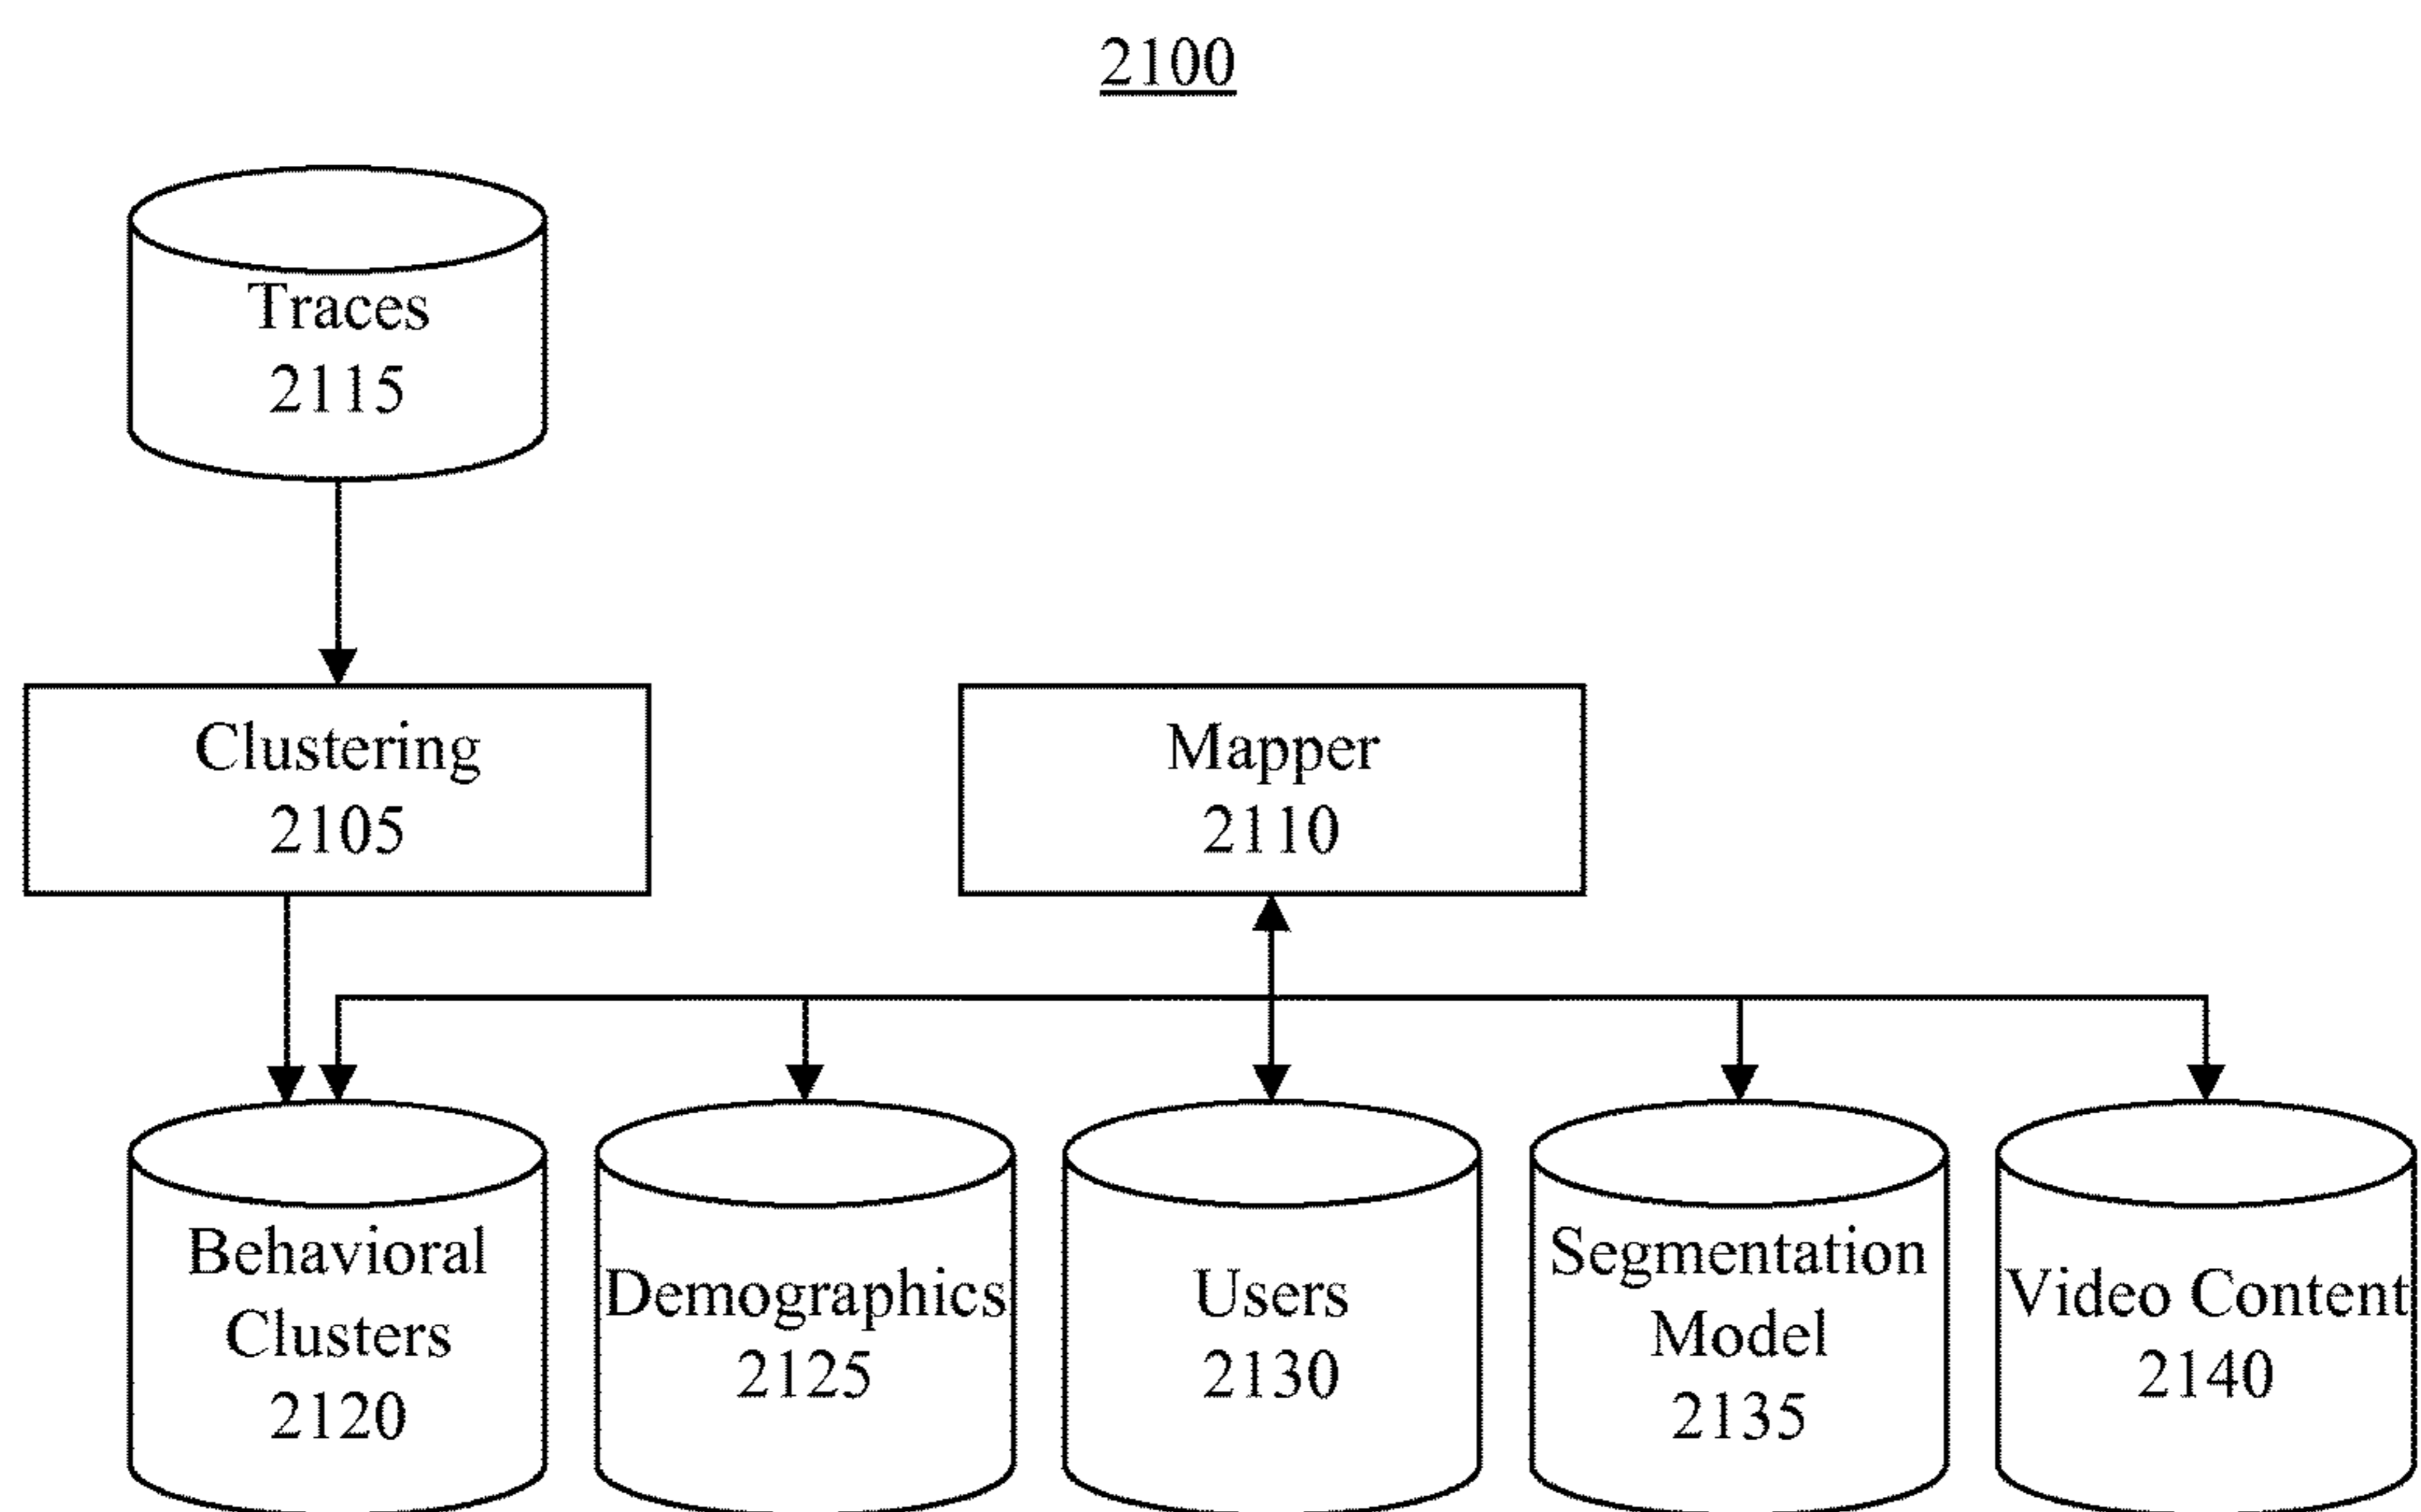 2100
Traces
2115
Clustering
2105
Mapper
2110
Behavioral
Clusters
2120
Demographics
2125
Users
2130
Segmentation
Model
2135
Video Content
2140